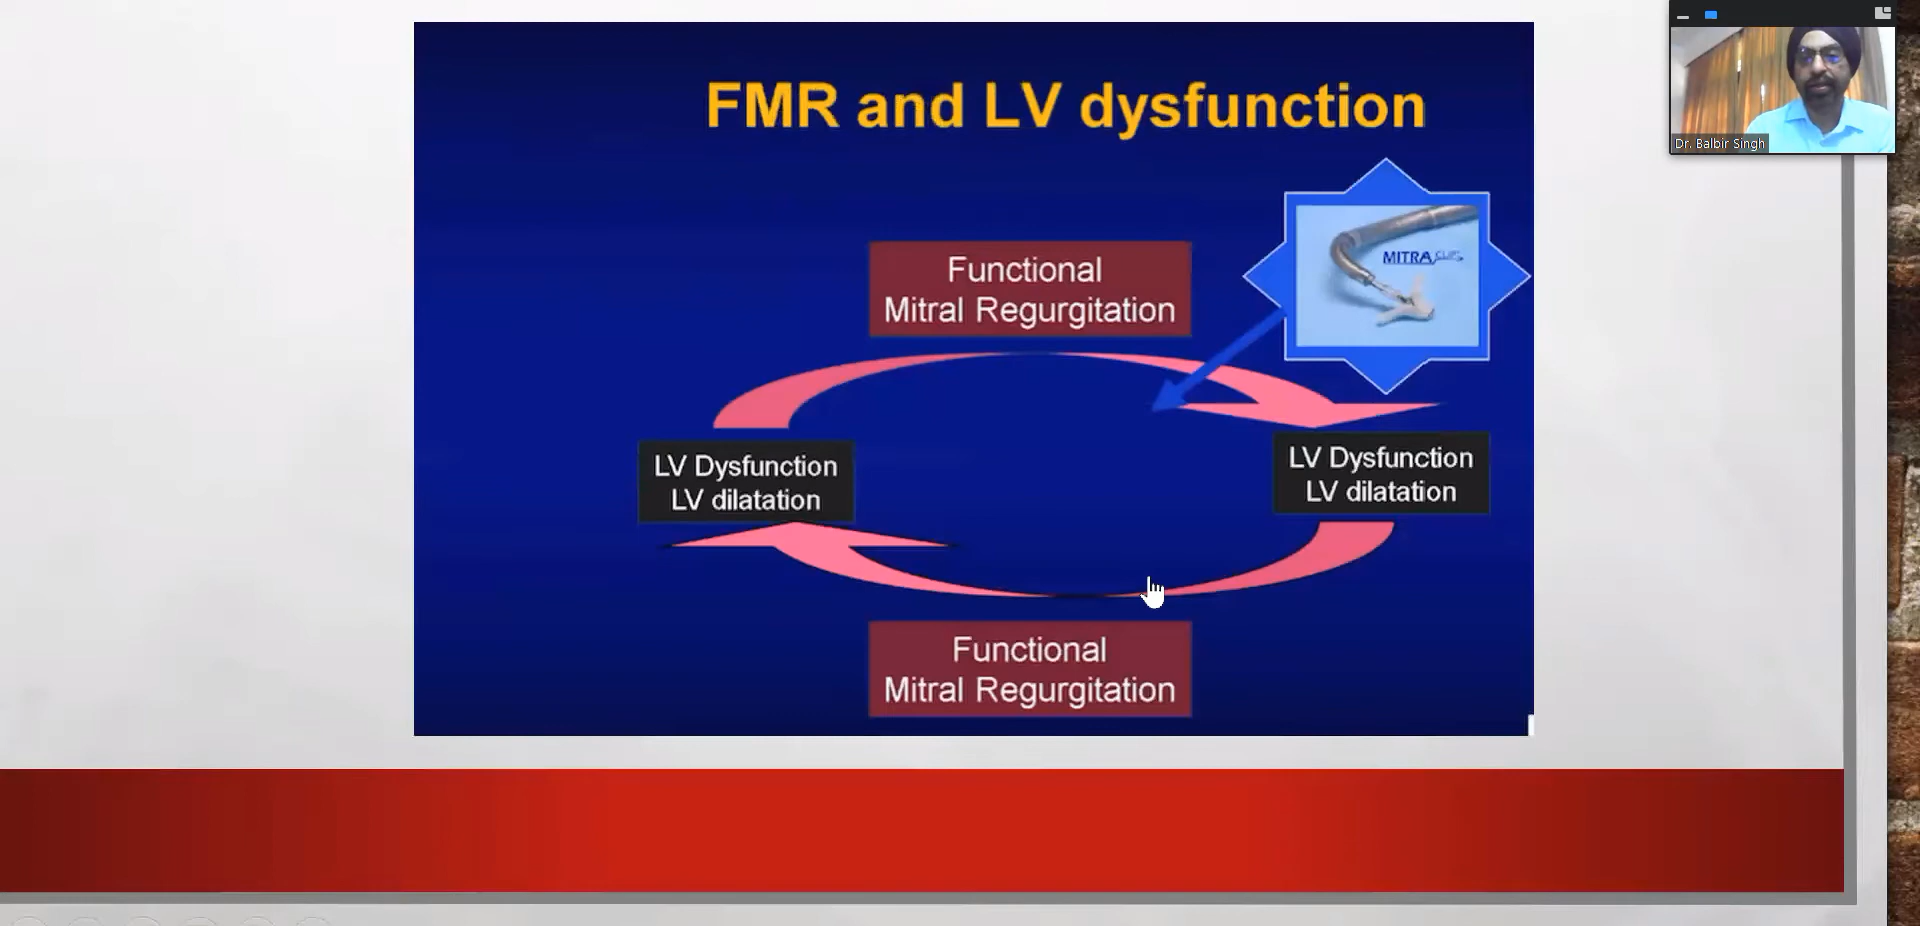 FMR and LV dysfunction
Dr. Balbir Singh
Functional
Mitral Regurgitation
MITRACLIP
LV Dysfunction
LV dilatation
LV Dysfunction
LV dilatation
Functional
Mitral Regurgitation